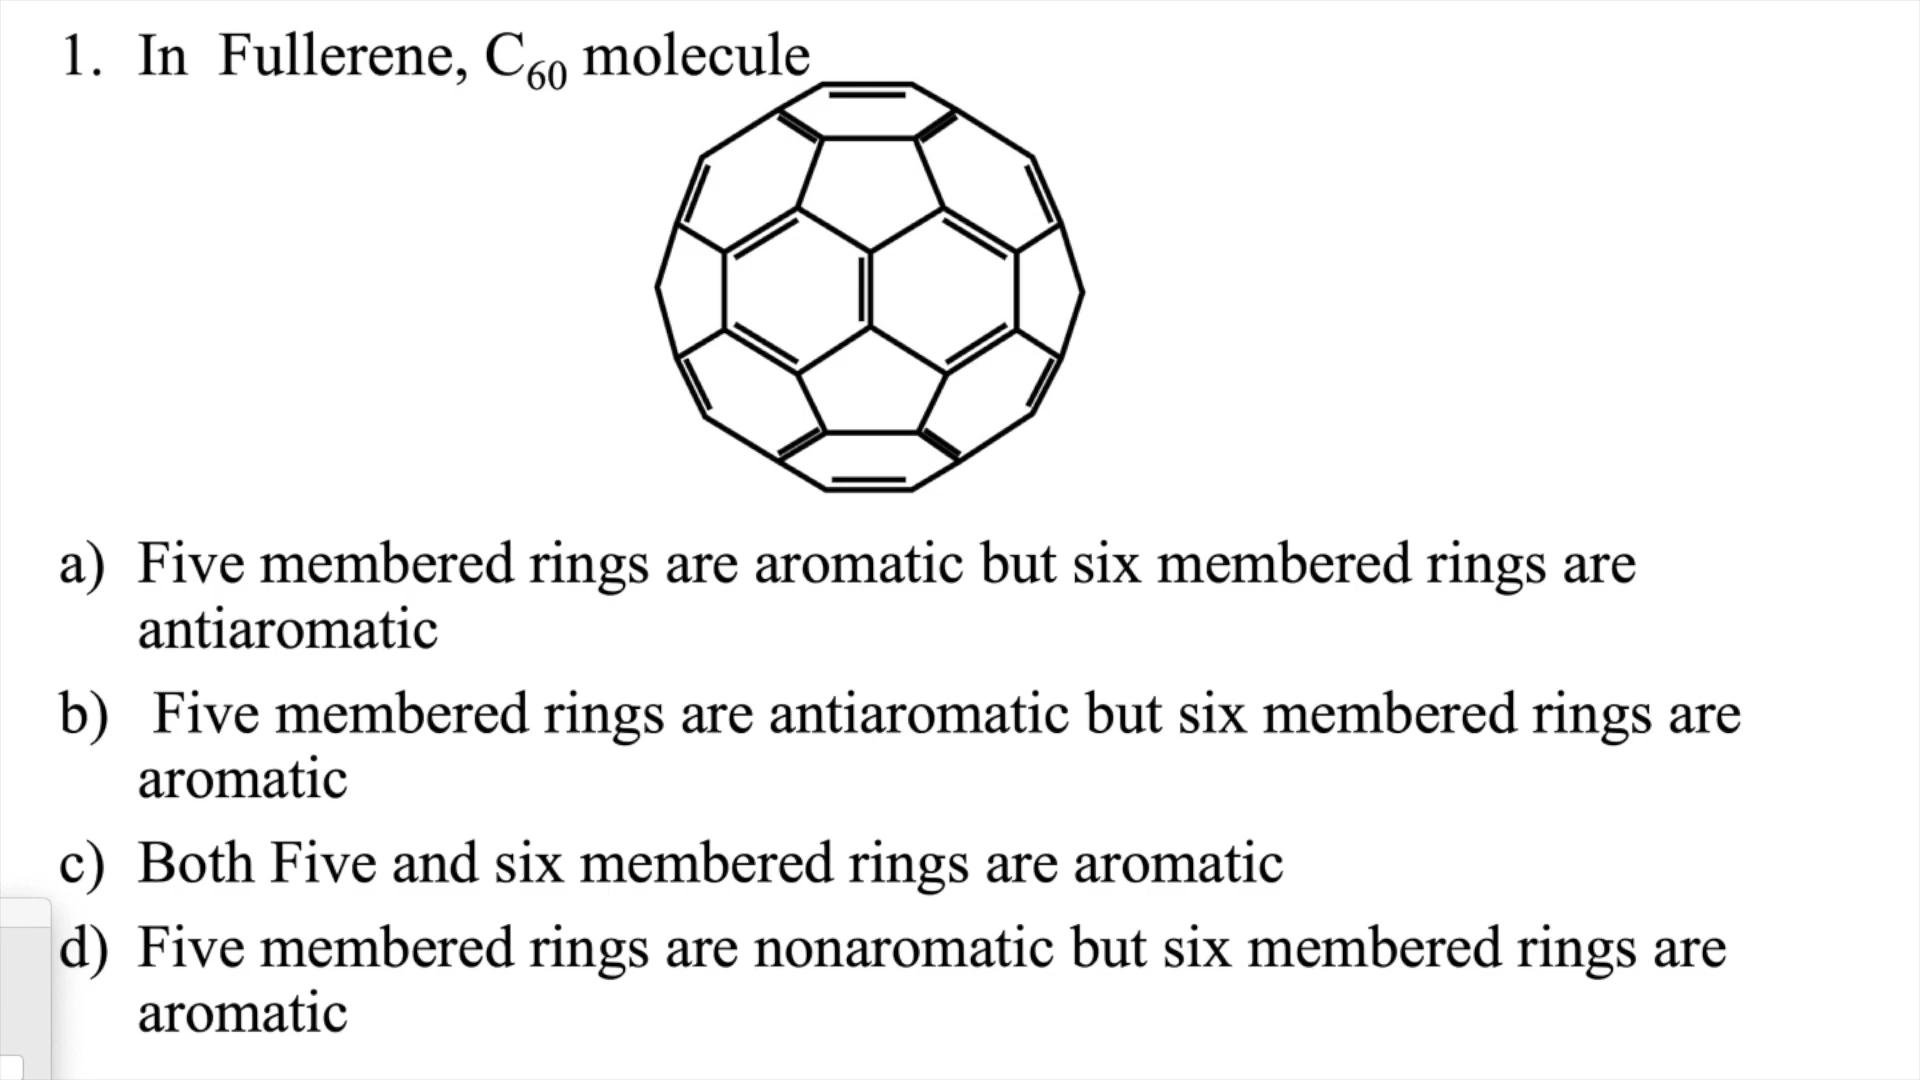 1. In Fullerene, C₆₀ molecule
a) Five membered rings are aromatic but six membered rings are
antiaromatic
b) Five membered rings are antiaromatic but six membered rings are
aromatic
c) Both Five and six membered rings are aromatic
d) Five membered rings are nonaromatic but six membered rings are
aromatic